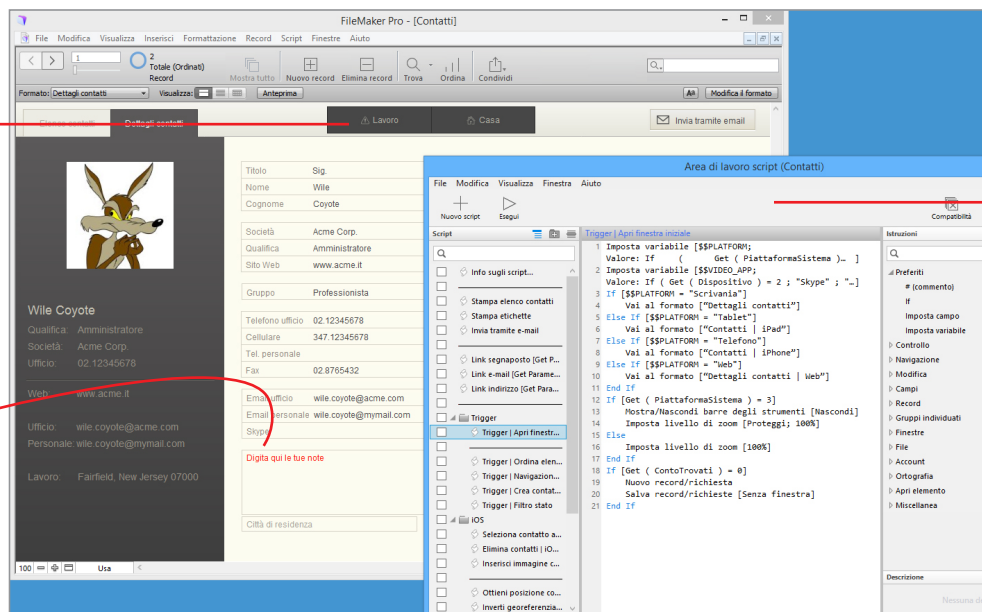 FileMaker Pro - [Contatti]
File Modifica Visualizza Inserisci Formattazione Record Script Finestre Aiuto
1
2
Totale (Ordinati)
Record
Mostra tutto Nuovo record Elimina record Trova Ordina Condividi
Formato: Dettagli contatti Visualizza: Anteprima Aa Modifica il formato
Elenco contatti Dettagli contatti Lavoro Casa Invia tramite email
Titolo Sig.
Nome Wile
Cognome Coyote
Società Acme Corp.
Qualifica Amministratore
Sito Web www.acme.it
Gruppo Professionista
Telefono ufficio 02.12345678
Cellulare 347.12345678
Tel. personale
Fax 02.8765432
Email ufficio wile.coyote@acme.com
Email personale wile.coyote@mymail.com
Skype
Digita qui le tue note
Città di residenza
Wile Coyote
Qualifica: Amministratore
Società: Acme Corp.
Ufficio: 02.12345678
Web: www.acme.it
Ufficio: wile.coyote@acme.com
Personale: wile.coyote@mymail.com
Lavoro: Fairfield, New Jersey 07000
100 Usa
Area di lavoro script (Contatti)
File Modifica Visualizza Finestra Aiuto
Nuovo script Esegui Compatibilità
Script
Info sugli script...
Stampa elenco contatti
Stampa etichette
Invia tramite e-mail
Link segnaposto [Get P...
Link e-mail [Get Parame...
Link indirizzo [Get Para...
Trigger
Trigger | Apri finestr...
Trigger | Ordina elen...
Trigger | Navigazion...
Trigger | Crea contat...
Trigger | Filtro stato
iOS
Seleziona contatto a...
Elimina contatti | iO...
Inserisci immagine c...
Ottieni posizione co...
Inverti georeferenzia...
Trigger | Apri finestra iniziale
1 Imposta variabile [$$PLATFORM;
Valore: If ( Get ( PiattaformaSistema )… ]
2 Imposta variabile [$$VIDEO_APP;
Valore: If ( Get ( Dispositivo ) = 2 ; "Skype" ; "…]
3 If [$$PLATFORM = "Scrivania"]
4 Vai al formato [“Dettagli contatti”]
5 Else If [$$PLATFORM = "Tablet"]
6 Vai al formato [“Contatti | iPad”]
7 Else If [$$PLATFORM = "Telefono"]
8 Vai al formato [“Contatti | iPhone”]
9 Else If [$$PLATFORM = "Web"]
10 Vai al formato [“Dettagli contatti | Web”]
11 End If
12 If [Get ( PiattaformaSistema ) = 3]
13 Mostra/Nascondi barre degli strumenti [Nascondi]
14 Imposta livello di zoom [Proteggi; 100%]
15 Else
16 Imposta livello di zoom [100%]
17 End If
18 If [Get ( ContoTrovati ) = 0]
19 Nuovo record/richiesta
20 Salva record/richieste [Senza finestra]
21 End If
Istruzioni
Preferiti
# (commento)
If
Imposta campo
Imposta variabile
Controllo
Navigazione
Modifica
Campi
Record
Gruppi individuati
Finestre
File
Account
Ortografia
Apri elemento
Miscellanea
Descrizione
Nessuna de